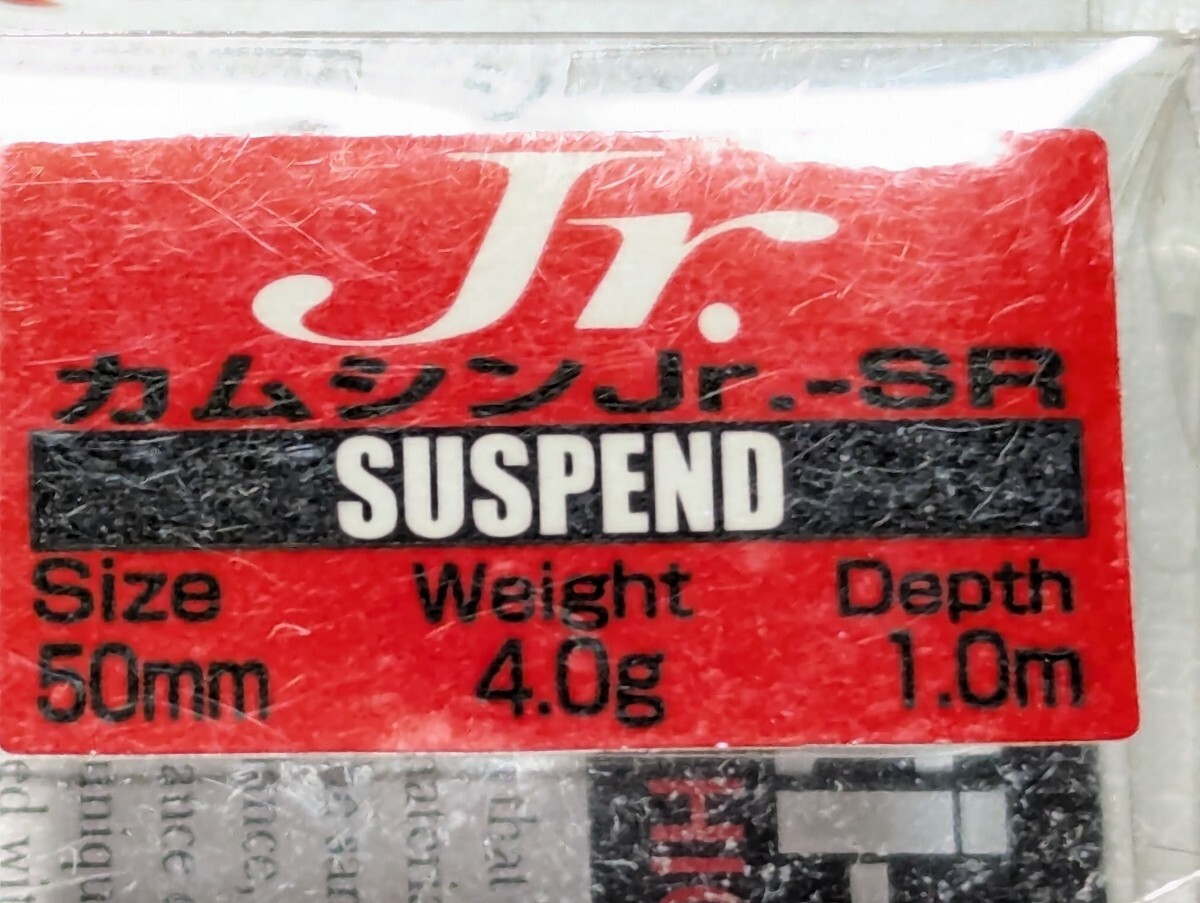 Jr.
カムシンJr.-SR
SUSPEND
Size Weight Depth
50mm 4.0g 1.0m